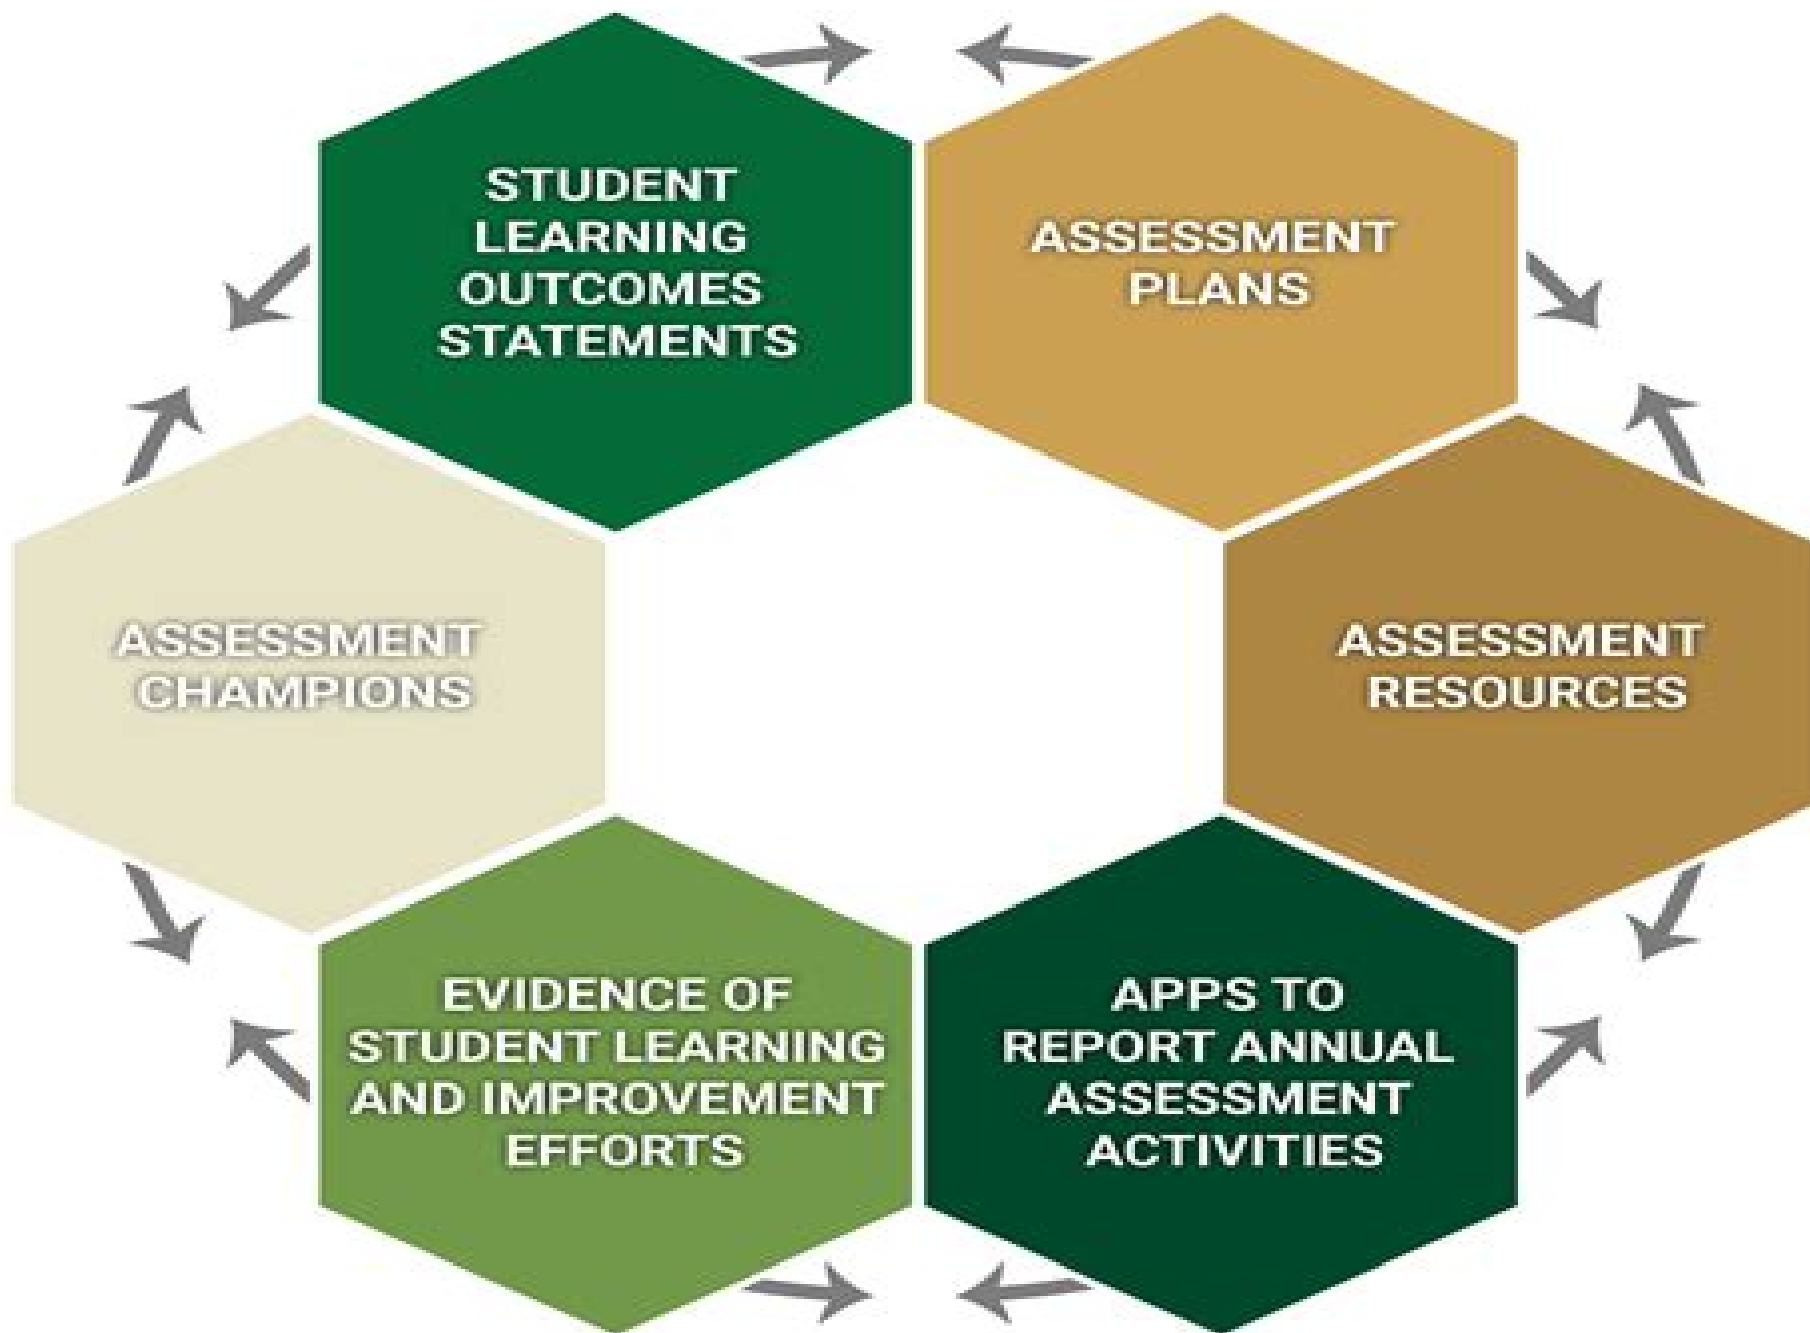 STUDENT
LEARNING
OUTCOMES
STATEMENTS
ASSESSMENT
PLANS
ASSESSMENT
CHAMPIONS
ASSESSMENT
RESOURCES
EVIDENCE OF
STUDENT LEARNING
AND IMPROVEMENT
EFFORTS
APPS TO
REPORT ANNUAL
ASSESSMENT
ACTIVITIES